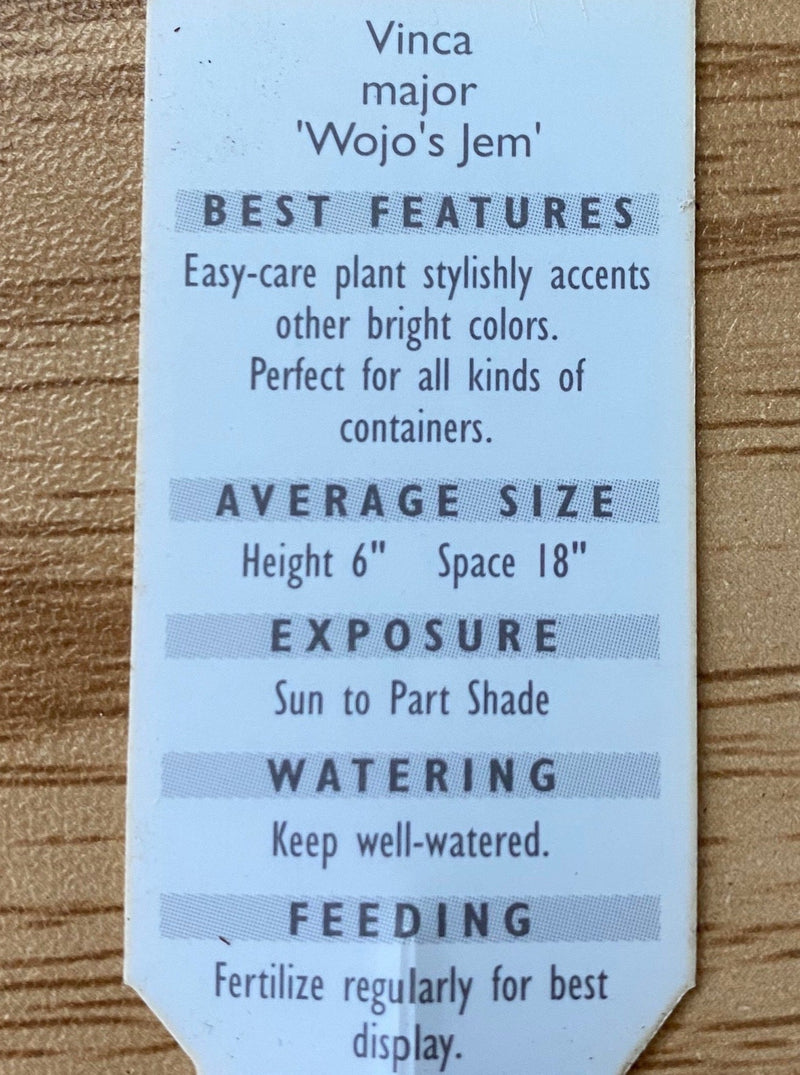 Vinca
major
'Wojo's Jem'
BEST FEATURES
Easy-care plant stylishly accents
other bright colors.
Perfect for all kinds of
containers.
AVERAGE SIZE
Height 6" Space 18"
EXPOSURE
Sun to Part Shade
WATERING
Keep well-watered.
FEEDING
Fertilize regularly for best
display.